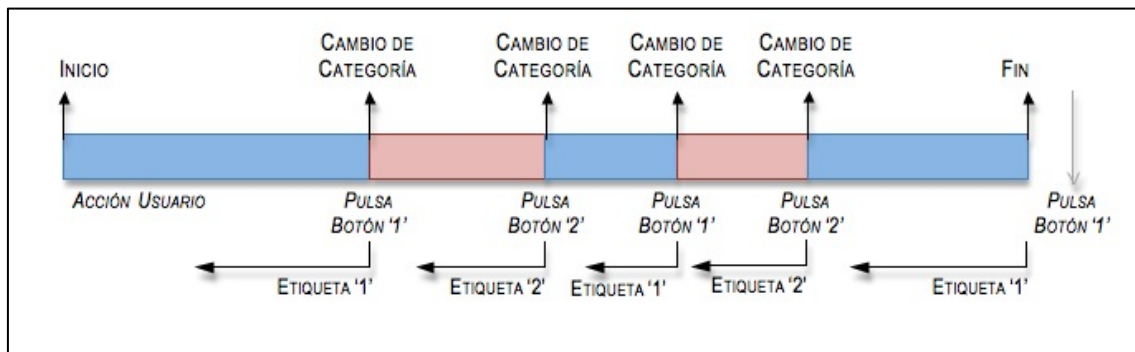 INICIO
CAMBIO DE
CATEGORÍA
CAMBIO DE
CATEGORÍA
CAMBIO DE
CATEGORÍA
CAMBIO DE
CATEGORÍA
FIN
ACCIÓN USUARIO
PULSA
BOTÓN '1'
PULSA
BOTÓN '2'
PULSA
BOTÓN '1'
PULSA
BOTÓN '2'
PULSA
BOTÓN '1'
ETIQUETA '1'
ETIQUETA '2'
ETIQUETA '1'
ETIQUETA '2'
ETIQUETA '1'